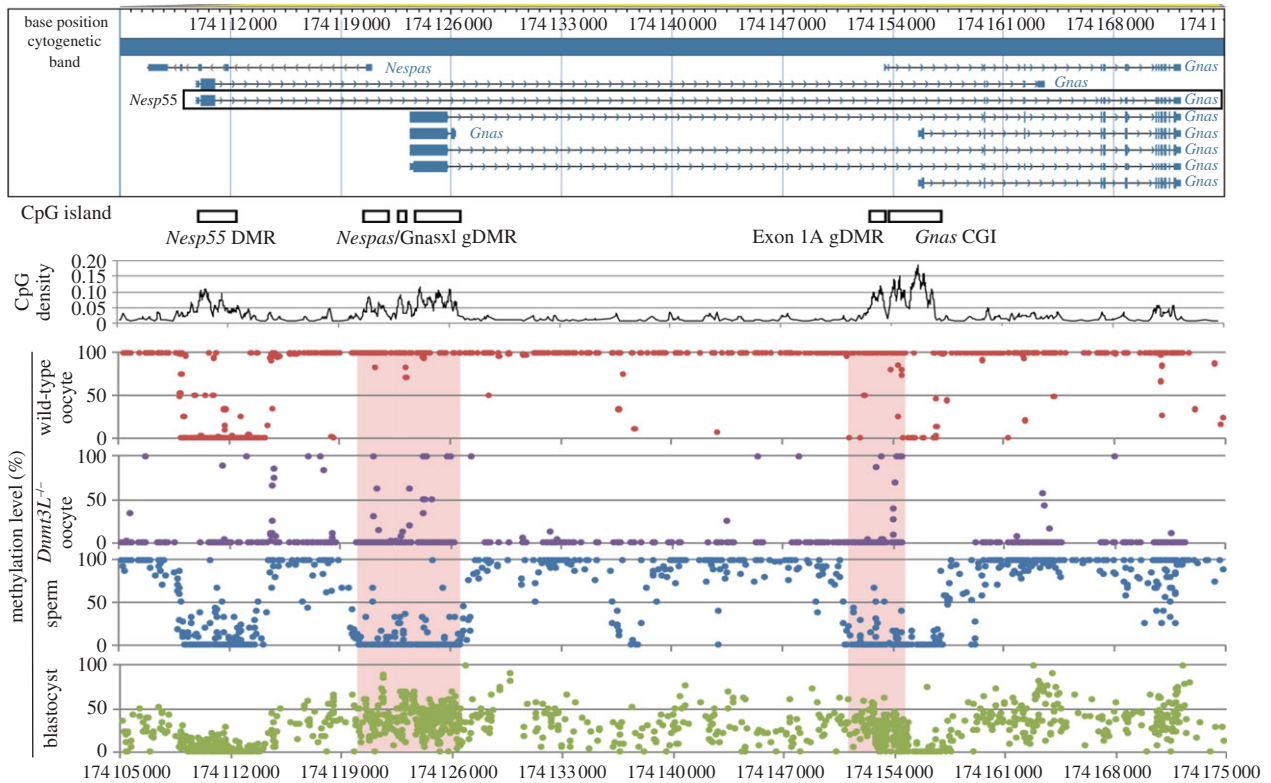 base position
cytogenetic
band
174 112 000 174 119 000 174 126 000 174 133 000 174 140 000 174 147 000 174 154 000 174 161 000 174 168 000 174 1
Nespas Gnas
Gnas
Nesp55 Gnas
Gnas
Gnas Gnas
Gnas
Gnas
Gnas
CpG island
Nesp55 DMR Nespas/Gnasxl gDMR Exon 1A gDMR Gnas CGI
CpG
density
0.20
0.15
0.10
0.05
0
methylation level (%)
wild-type
oocyte
100
50
0
Dnmt3L–/–
oocyte
100
50
0
sperm
100
50
0
blastocyst
100
50
0
174 105 000 174 112 000 174 119 000 174 126 000 174 133 000 174 140 000 174 147 000 174 154 000 174 161 000 174 168 000 174 175 000